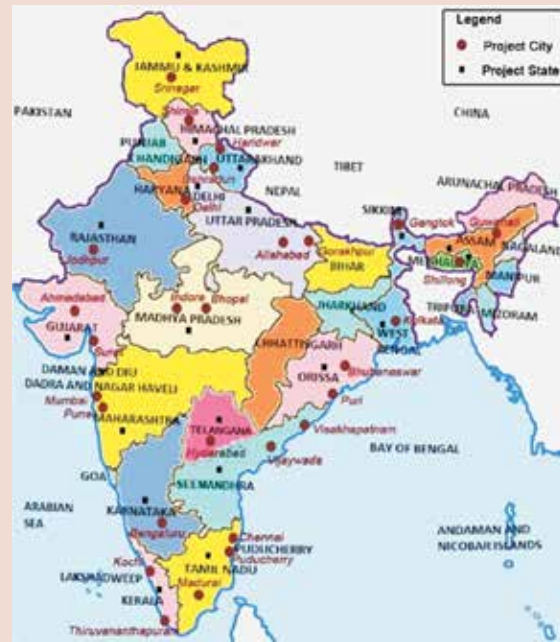 Legend
Project City
Project State
JAMMU & KASHMIR
Srinagar
PAKISTAN
CHINA
Shimla
HIMACHAL PRADESH
PUNJAB
Haridwar
CHANDIGARH
UTTARAKHAND
TIBET
Dehradun
HARYANA
DELHI
Delhi
NEPAL
ARUNACHAL PRADESH
UTTAR PRADESH
SIKKIM
Gangtok
Guwahati
ASSAM
NAGALAND
RAJASTHAN
Jodhpur
Allahabad
Gorakhpur
BIHAR
MEGHALAYA
Shillong
MANIPUR
Ahmedabad
Indore
Bhopal
JHARKHAND
TRIPURA
MIZORAM
GUJARAT
MADHYA PRADESH
WEST
BENGAL
Kolkata
Surat
CHHATTISGARH
DAMAN AND DIU
DADRA AND NAGAR HAVELI
ORISSA
Bhubaneswar
Mumbai
Pune
Puri
MAHARASHTRA
TELANGANA
Hyderabad
Visakhapatnam
Vijaywada
BAY OF BENGAL
GOA
SEEMANDHRA
ARABIAN
SEA
KARNATAKA
Bengaluru
Chennai
PUDUCHERRY
Puducherry
ANDAMAN AND
NICOBAR ISLANDS
Kochi
LAKSHADWEEP
TAMIL NADU
Madurai
KERALA
Thiruvananthapuram